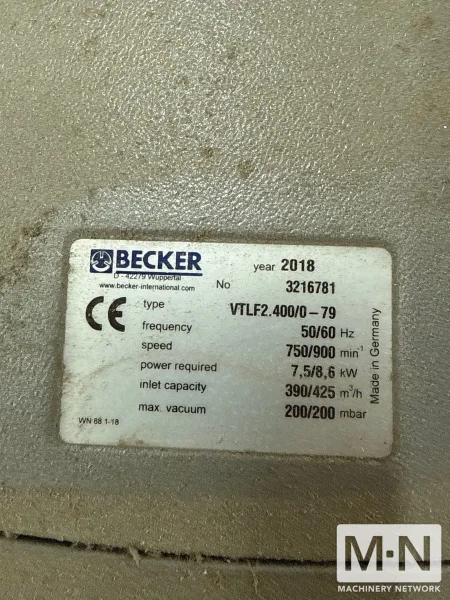 BECKER
D - 42279 Wuppertal
www.becker-international.com
year 2018
No 3216781
CE
type VTLF2.400/0-79
frequency 50/60 Hz
speed 750/900 min⁻¹
power required 7,5/8,6 kW
inlet capacity 390/425 m³/h
max. vacuum 200/200 mbar
WN 88 1-18
Made in Germany
M·N
MACHINERY NETWORK